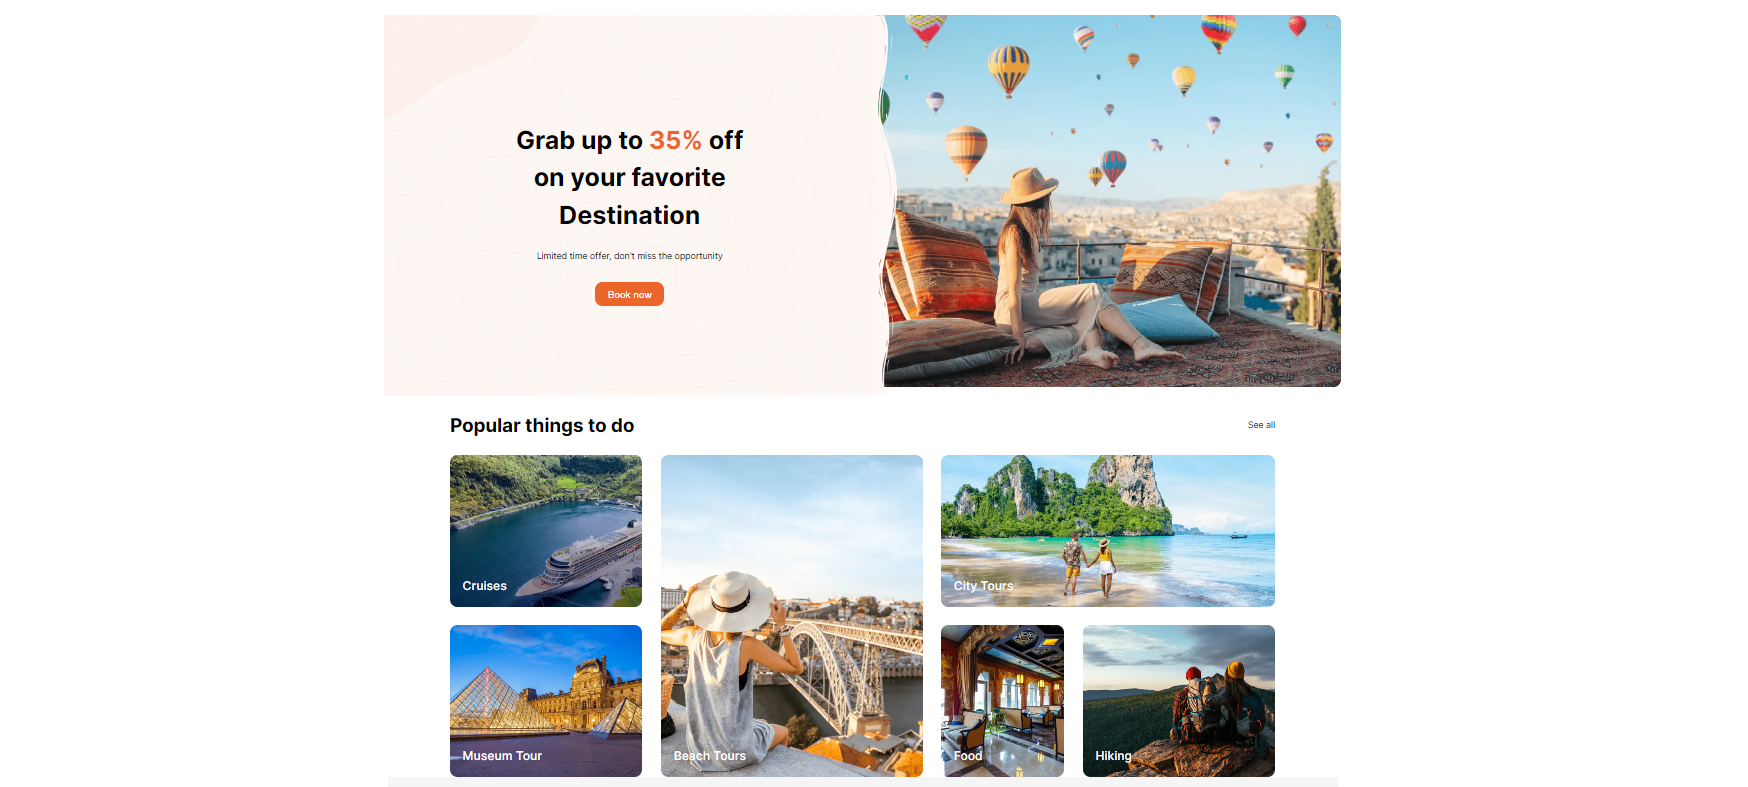 Grab up to 35% off
on your favorite
Destination
Limited time offer, don't miss the opportunity
Book now
Popular things to do
See all
Cruises
City Tours
Museum Tour
Beach Tours
Food
Hiking